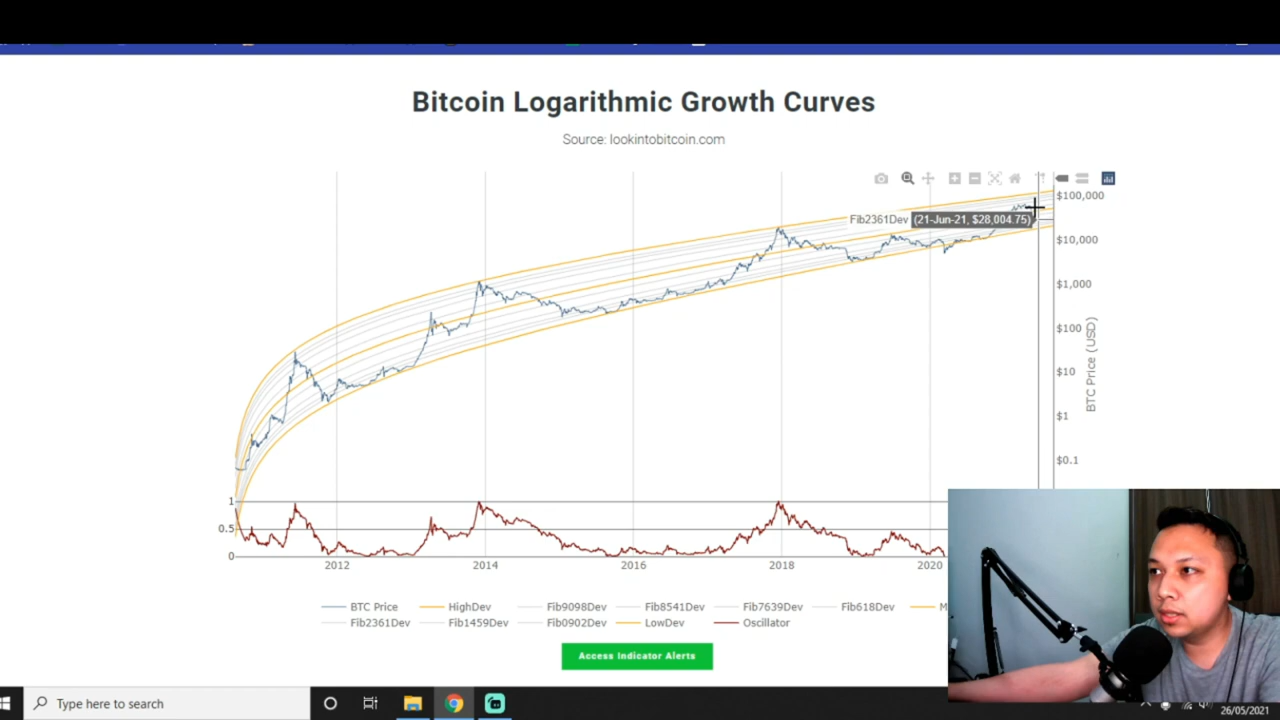 Bitcoin Logarithmic Growth Curves
Source: lookintobitcoin.com
$100,000
Fib2361Dev (21-Jun-21, $28,004.75)
$10,000
$1,000
$100
$10
$1
$0.1
BTC Price (USD)
1
0.5
0
2012 2014 2016 2018 2020
BTC Price HighDev Fib9098Dev Fib8541Dev Fib7639Dev Fib618Dev M
Fib2361Dev Fib1459Dev Fib0902Dev LowDev Oscillator
Access Indicator Alerts
Type here to search
26/05/2021